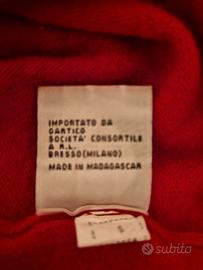 IMPORTATO DA
GARTICO
SOCIETA' CONSORTILE
A R.L.
BRESSO(MILANO)
MADE IN MADAGASCAR
S
subito